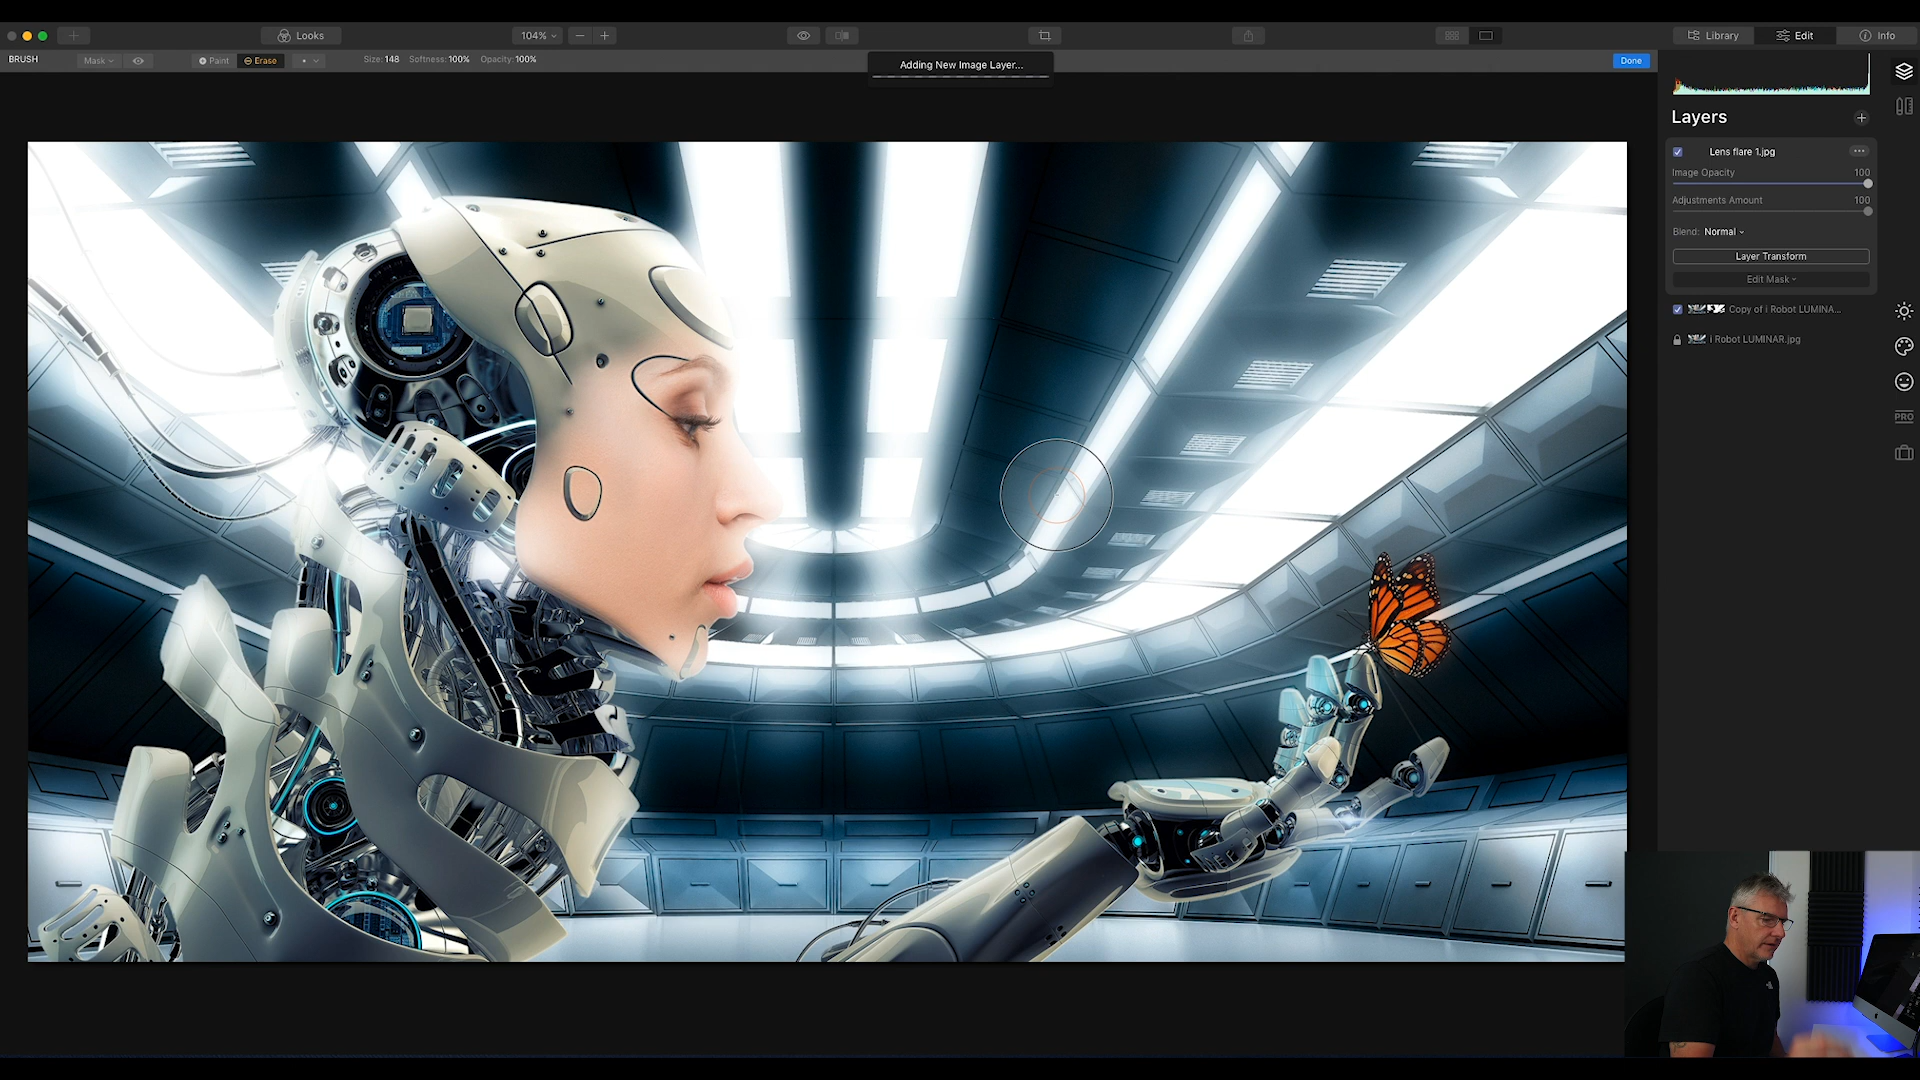 Looks
104%
Library
Edit
Info
BRUSH
Mask
Paint
Erase
Size: 148
Softness: 100%
Opacity: 100%
Adding New Image Layer...
Done
Layers
Lens flare 1.jpg
Image Opacity
100
Adjustments Amount
100
Blend: Normal
Layer Transform
Edit Mask
Copy of i Robot LUMINA...
i Robot LUMINAR.jpg
PRO